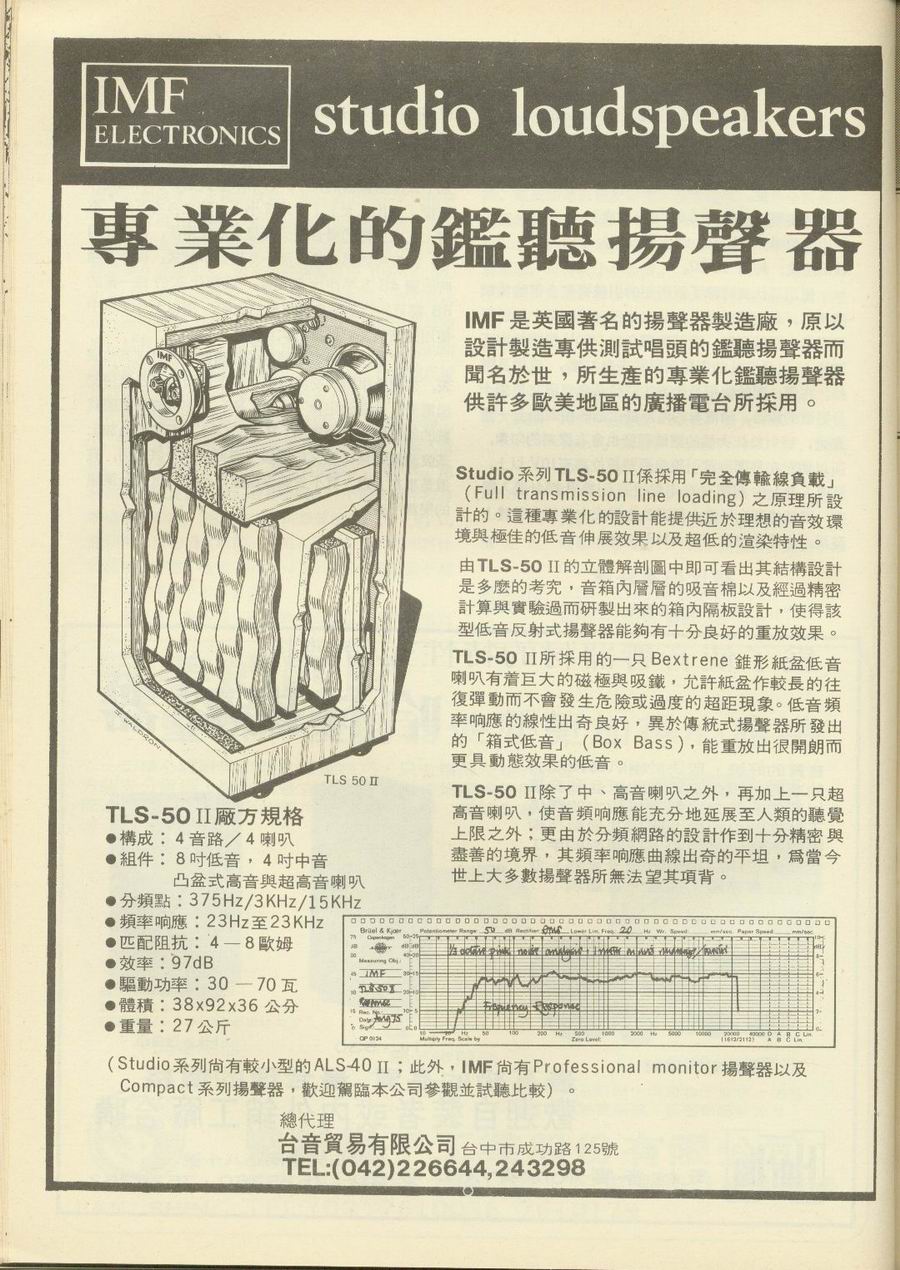 IMF
ELECTRONICS
studio loudspeakers
專業化的鑑聽揚聲器
IMF是英國著名的揚聲器製造廠，原以
設計製造專供測試唱頭的鑑聽揚聲器而
聞名於世，所生產的專業化鑑聽揚聲器
供許多歐美地區的廣播電台所採用。
Studio系列TLS-50 II係採用「完全傳輸線負載」
(Full transmission line loading) 之原理所設
計的。這種專業化的設計能提供近於理想的音效環
境與極佳的低音伸展效果以及超低的渲染特性。
由TLS-50 II的立體解剖圖中即可看出其結構設計
是多麼的考究，音箱內層層的吸音棉以及經過精密
計算與實驗過而研製出來的箱內隔板設計，使得該
型低音反射式揚聲器能夠有十分良好的重放效果。
TLS-50 II所採用的一只Bextrene 錐形紙盆低音
喇叭有着巨大的磁極與吸鐵，允許紙盆作較長的往
復彈動而不會發生危險或過度的超距現象。低音頻
率响應的線性出奇良好，異於傳統式揚聲器所發出
的「箱式低音」 (Box Bass)，能重放出很開朗而
更具動態效果的低音。
TLS-50 II除了中、高音喇叭之外，再加上一只超
高音喇叭，使音頻响應能充分地延展至人類的聽覺
上限之外；更由於分頻網路的設計作到十分精密與
盡善的境界，其頻率响應曲線出奇的平坦，爲當今
世上大多數揚聲器所無法望其項背。
IMF
WALDRON
TLS 50 II
TLS-50 II廠方規格
●構成：4音路／4喇叭
●組件：8吋低音，4吋中音
凸盆式高音與超高音喇叭
●分頻點：375Hz/3KHz/15KHz
●頻率响應：23Hz至23KHz
●匹配阻抗：4—8歐姆
●效率：97dB
●驅動功率：30—70瓦
●體積：38x92x36公分
●重量：27公斤
Brüel & Kjær
Copenhagen
Potentiometer Range: 50 dB Rectifier: RMS Lower Lim. Freq. 20 Hz Wr. Speed: mm/sec. Paper Speed: mm/sec.
Measuring Obj.:
IMF
TLS 50 II
Response
Rec. No.:
Date:
Sign.:
QP 0124
Frequency Response
10 20 Hz 50 100 200 Hz 500 1000 2000 Hz 5000 10000 20000 40000 D A B C Lin.
Multiply Freq. Scale by Zero Level: (1612/2112) A B C Lin.
(Studio系列尚有較小型的ALS-40 II；此外，IMF尚有Professional monitor揚聲器以及
Compact系列揚聲器，歡迎駕臨本公司參觀並試聽比較) 。
總代理
台音貿易有限公司 台中市成功路125號
TEL:(042)226644,243298